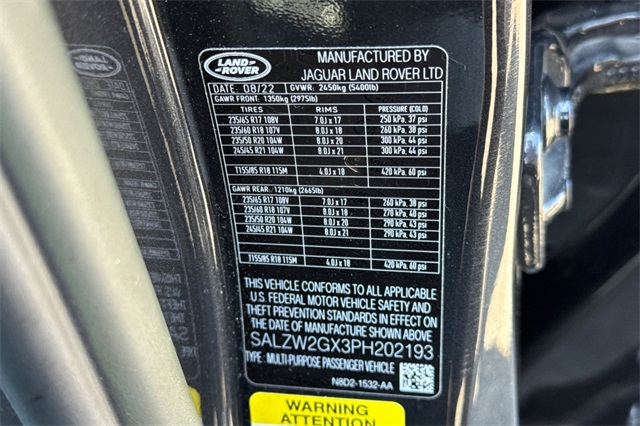 LAND ROVER
MANUFACTURED BY
JAGUAR LAND ROVER LTD
DATE: 08/22 GVWR: 2450kg (5400lb)
GAWR FRONT: 1350kg (2975lb)
TIRES RIMS PRESSURE (COLD)
235/65 R17 108V 7.0J x 17 250 kPa, 37 psi
235/60 R18 107V 8.0J x 18 260 kPa, 38 psi
235/50 R20 104W 8.0J x 20 300 kPa, 44 psi
245/45 R21 104W 8.0J x 21 300 kPa, 44 psi
T155/85 R18 115M 4.0J x 18 420 kPa, 60 psi
GAWR REAR: 1210kg (2665lb)
235/65 R17 108V 7.0J x 17 260 kPa, 38 psi
235/60 R18 107V 8.0J x 18 270 kPa, 40 psi
235/50 R20 104W 8.0J x 20 290 kPa, 43 psi
245/45 R21 104W 8.0J x 21 290 kPa, 43 psi
T155/85 R18 115M 4.0J x 18 420 kPa, 60 psi
THIS VEHICLE CONFORMS TO ALL APPLICABLE
U.S. FEDERAL MOTOR VEHICLE SAFETY AND
THEFT PREVENTION STANDARDS IN EFFECT ON
THE DATE OF MANUFACTURE SHOWN ABOVE
SALZW2GX3PH202193
TYPE: MULTI-PURPOSE PASSENGER VEHICLE
N8D2-1532-AA
WARNING
ATTENTION